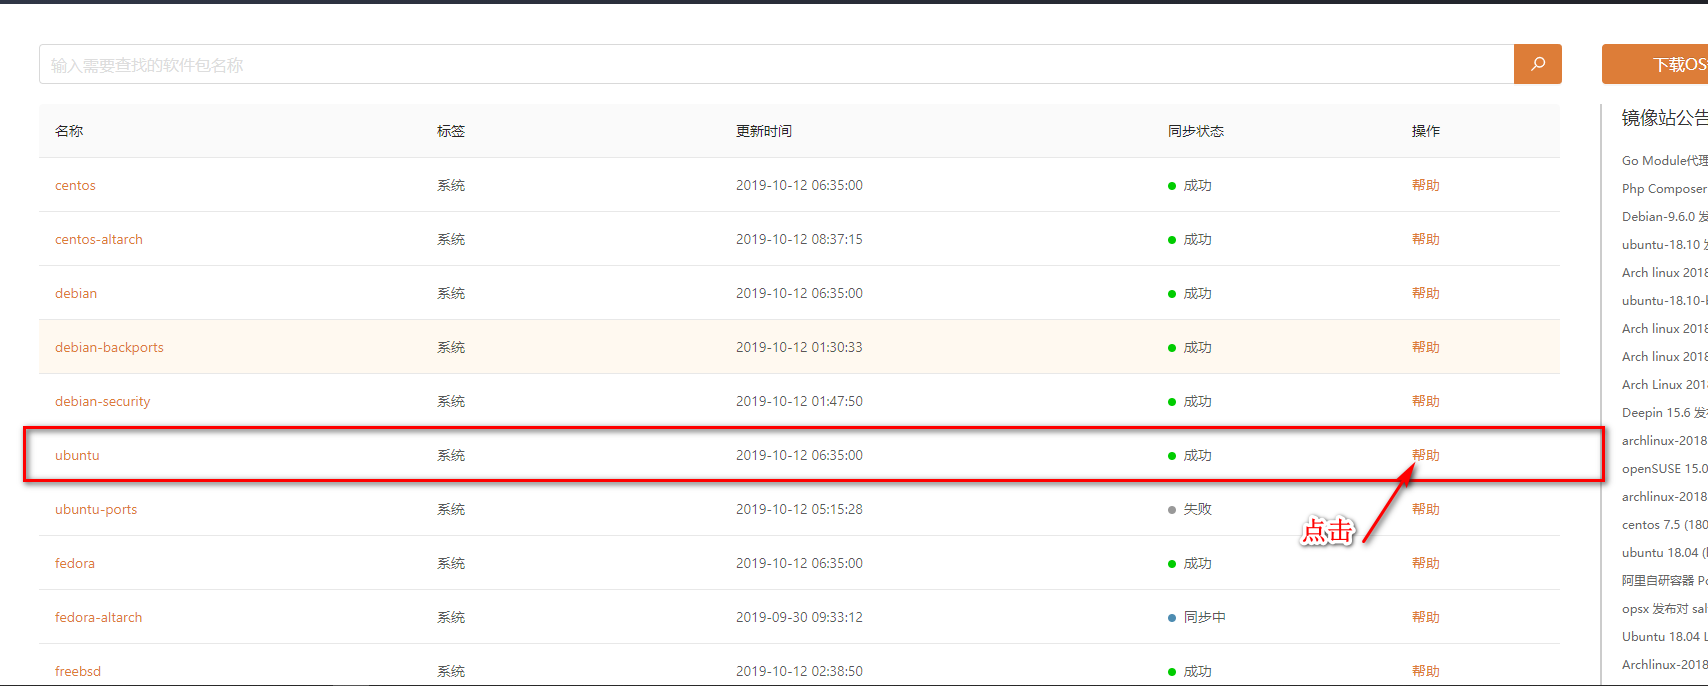 输入需要查找的软件包名称
下载OS
名称 标签 更新时间 同步状态 操作
centos 系统 2019-10-12 06:35:00 成功 帮助
centos-altarch 系统 2019-10-12 08:37:15 成功 帮助
debian 系统 2019-10-12 06:35:00 成功 帮助
debian-backports 系统 2019-10-12 01:30:33 成功 帮助
debian-security 系统 2019-10-12 01:47:50 成功 帮助
ubuntu 系统 2019-10-12 06:35:00 成功 帮助
ubuntu-ports 系统 2019-10-12 05:15:28 失败 帮助
点击
fedora 系统 2019-10-12 06:35:00 成功 帮助
fedora-altarch 系统 2019-09-30 09:33:12 同步中 帮助
freebsd 系统 2019-10-12 02:38:50 成功 帮助
镜像站公告
Go Module代理
Php Composer
Debian-9.6.0 发
ubuntu-18.10
Arch linux 2018
ubuntu-18.10-
Arch linux 2018
Arch linux 2018
Arch Linux 201
Deepin 15.6 发
archlinux-2018
openSUSE 15.0
archlinux-2018
centos 7.5 (180
ubuntu 18.04 (
阿里自研容器 Po
opsx 发布对 sal
Ubuntu 18.04 L
Archlinux-2018